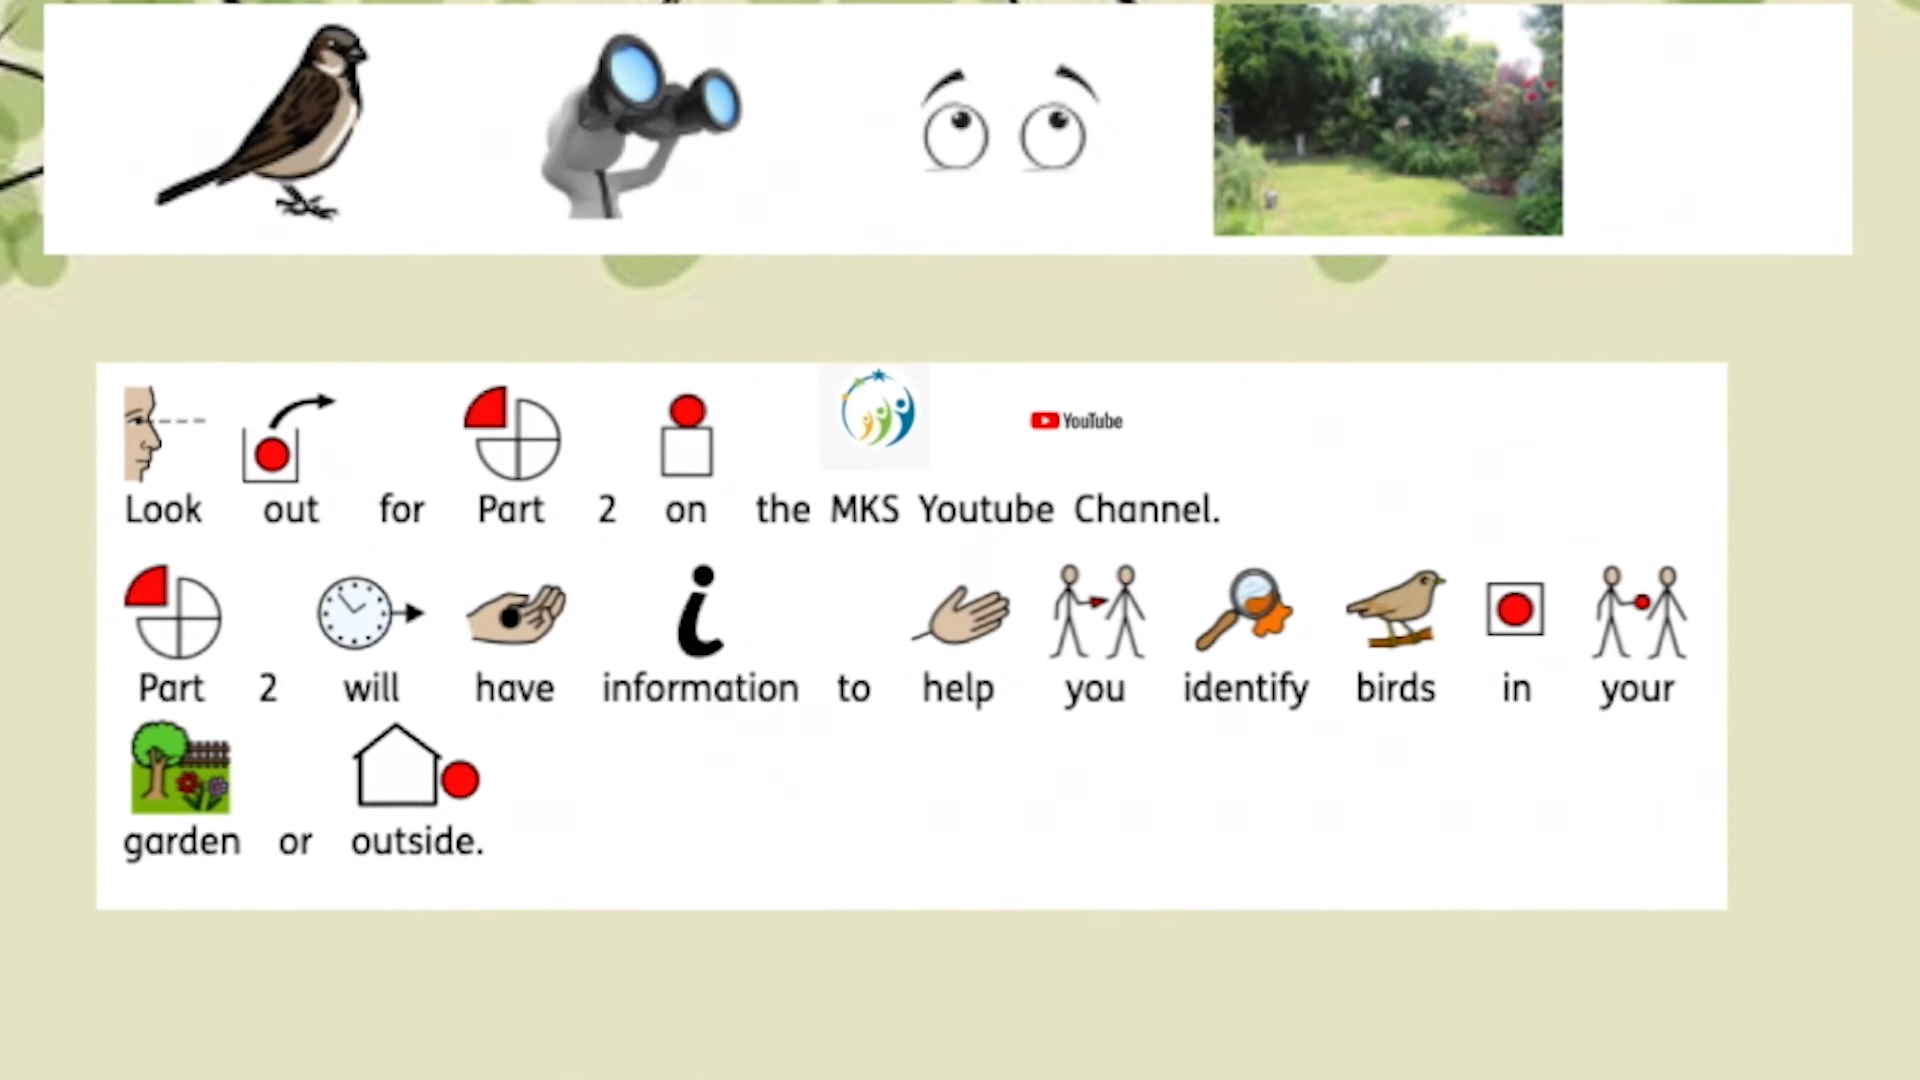 YouTube
Look out for Part 2 on the MKS Youtube Channel.
Part 2 will have information to help you identify birds in your
garden or outside.